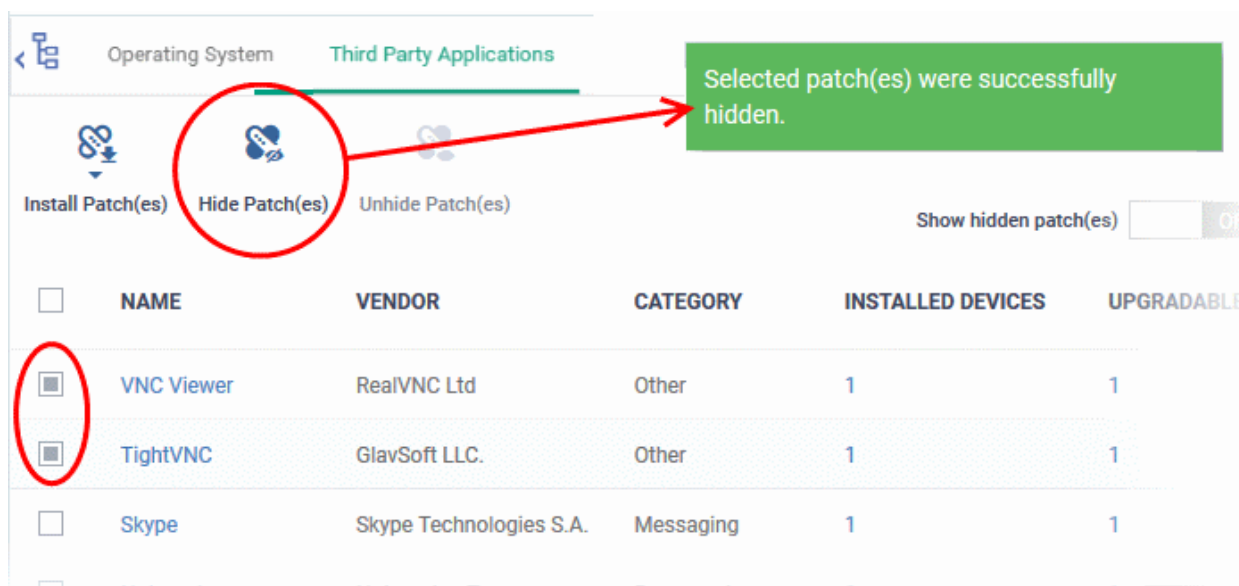 Operating System Third Party Applications
Selected patch(es) were successfully
hidden.
Install Patch(es) Hide Patch(es) Unhide Patch(es)
Show hidden patch(es)
NAME VENDOR CATEGORY INSTALLED DEVICES UPGRADABLE
VNC Viewer RealVNC Ltd Other 1 1
TightVNC GlavSoft LLC. Other 1 1
Skype Skype Technologies S.A. Messaging 1 1